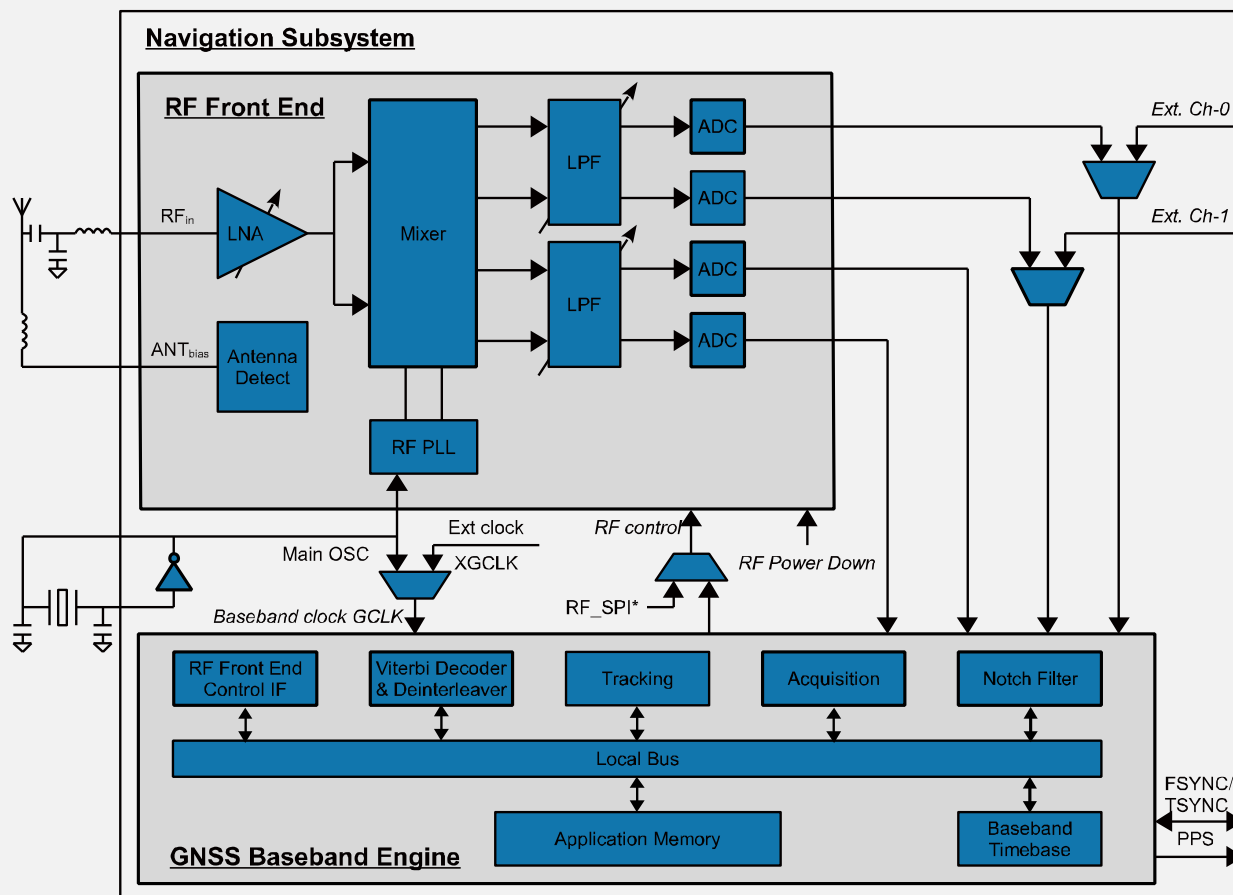 Navigation Subsystem
RF Front End
Ext. Ch-0
ADC
LPF
ADC
RFin
LNA
Mixer
Ext. Ch-1
ADC
LPF
ANTbias
Antenna
Detect
ADC
RF PLL
Ext clock
RF control
Main OSC
XGCLK
RF Power Down
RF_SPI*
Baseband clock GCLK
RF Front End
Control IF
Viterbi Decoder
& Deinterleaver
Tracking
Acquisition
Notch Filter
Local Bus
FSYNC/
TSYNC
PPS
Application Memory
Baseband
Timebase
GNSS Baseband Engine